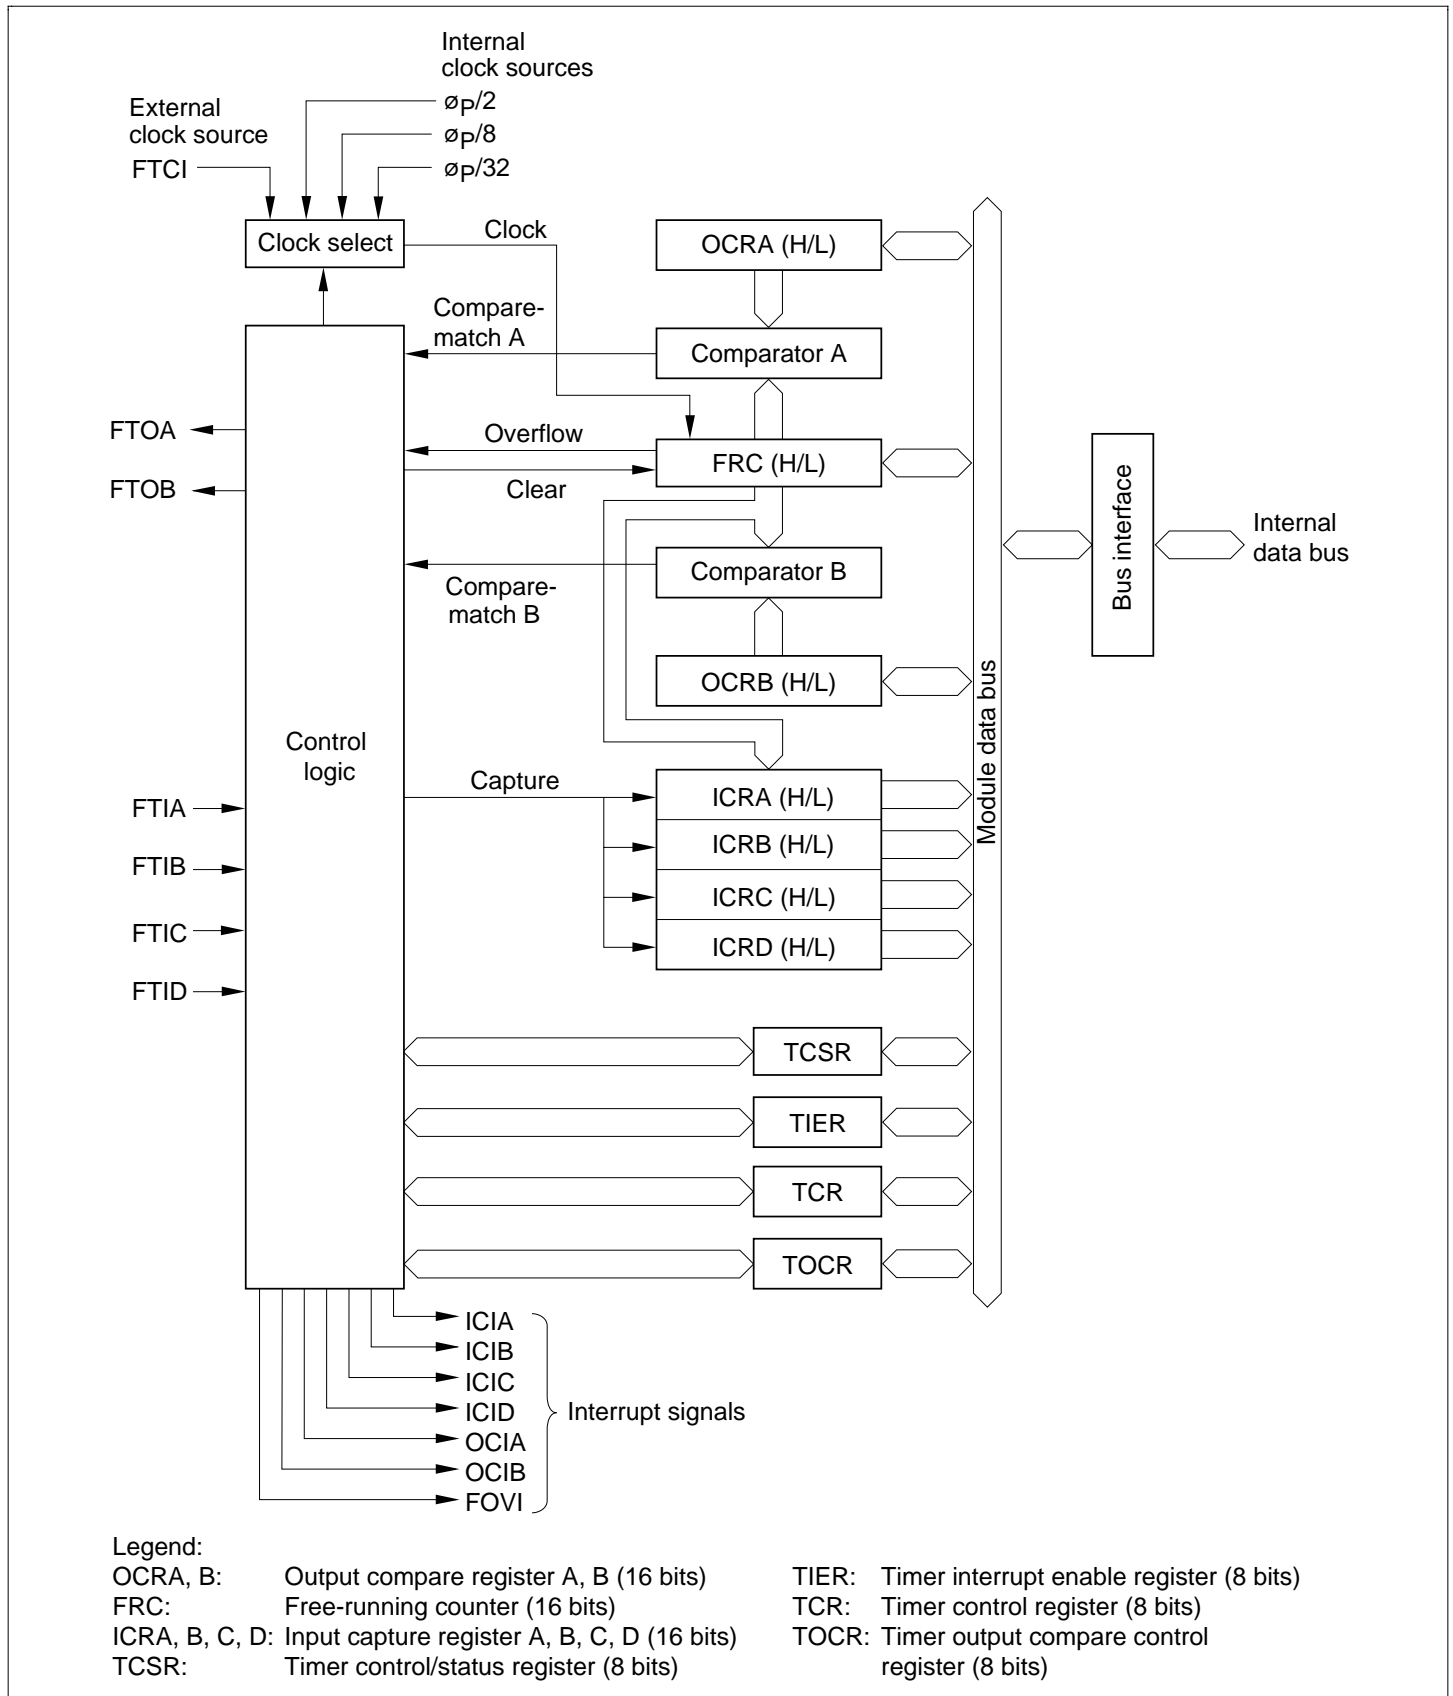 Internal
clock sources
øP/2
øP/8
øP/32
External
clock source
FTCI
Clock select
Clock
OCRA (H/L)
Compare-
match A
Comparator A
FTOA
FTOB
Overflow
FRC (H/L)
Clear
Compare-
match B
Comparator B
OCRB (H/L)
Bus interface
Internal
data bus
Module data bus
Control
logic
Capture
ICRA (H/L)
ICRB (H/L)
ICRC (H/L)
ICRD (H/L)
FTIA
FTIB
FTIC
FTID
TCSR
TIER
TCR
TOCR
ICIA
ICIB
ICIC
ICID
OCIA
OCIB
FOVI
Interrupt signals
Legend:
OCRA, B: Output compare register A, B (16 bits)
FRC: Free-running counter (16 bits)
ICRA, B, C, D: Input capture register A, B, C, D (16 bits)
TCSR: Timer control/status register (8 bits)
TIER: Timer interrupt enable register (8 bits)
TCR: Timer control register (8 bits)
TOCR: Timer output compare control
register (8 bits)